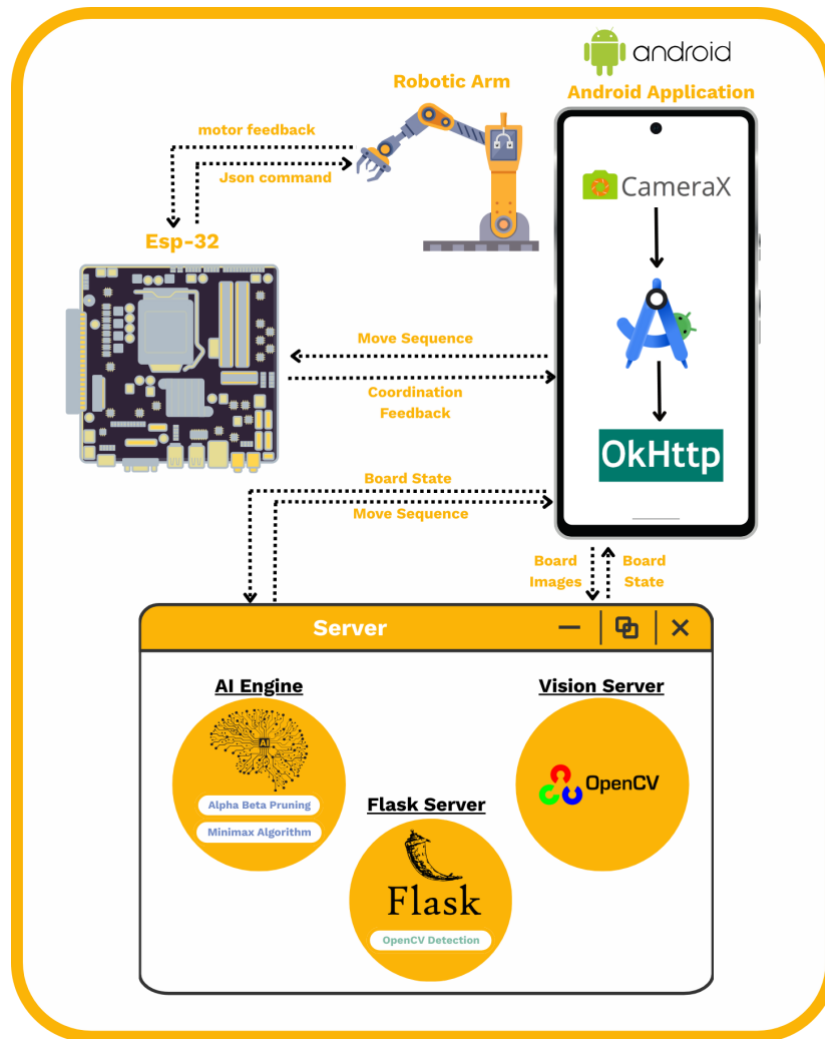 android
Android Application
Robotic Arm
motor feedback
Json command
Esp-32
CameraX
Move Sequence
Coordination
Feedback
OkHttp
Board State
Move Sequence
Board
Images
Board
State
Server
AI Engine
AI
Alpha Beta Pruning
Minimax Algorithm
Flask Server
Flask
OpenCV Detection
Vision Server
OpenCV